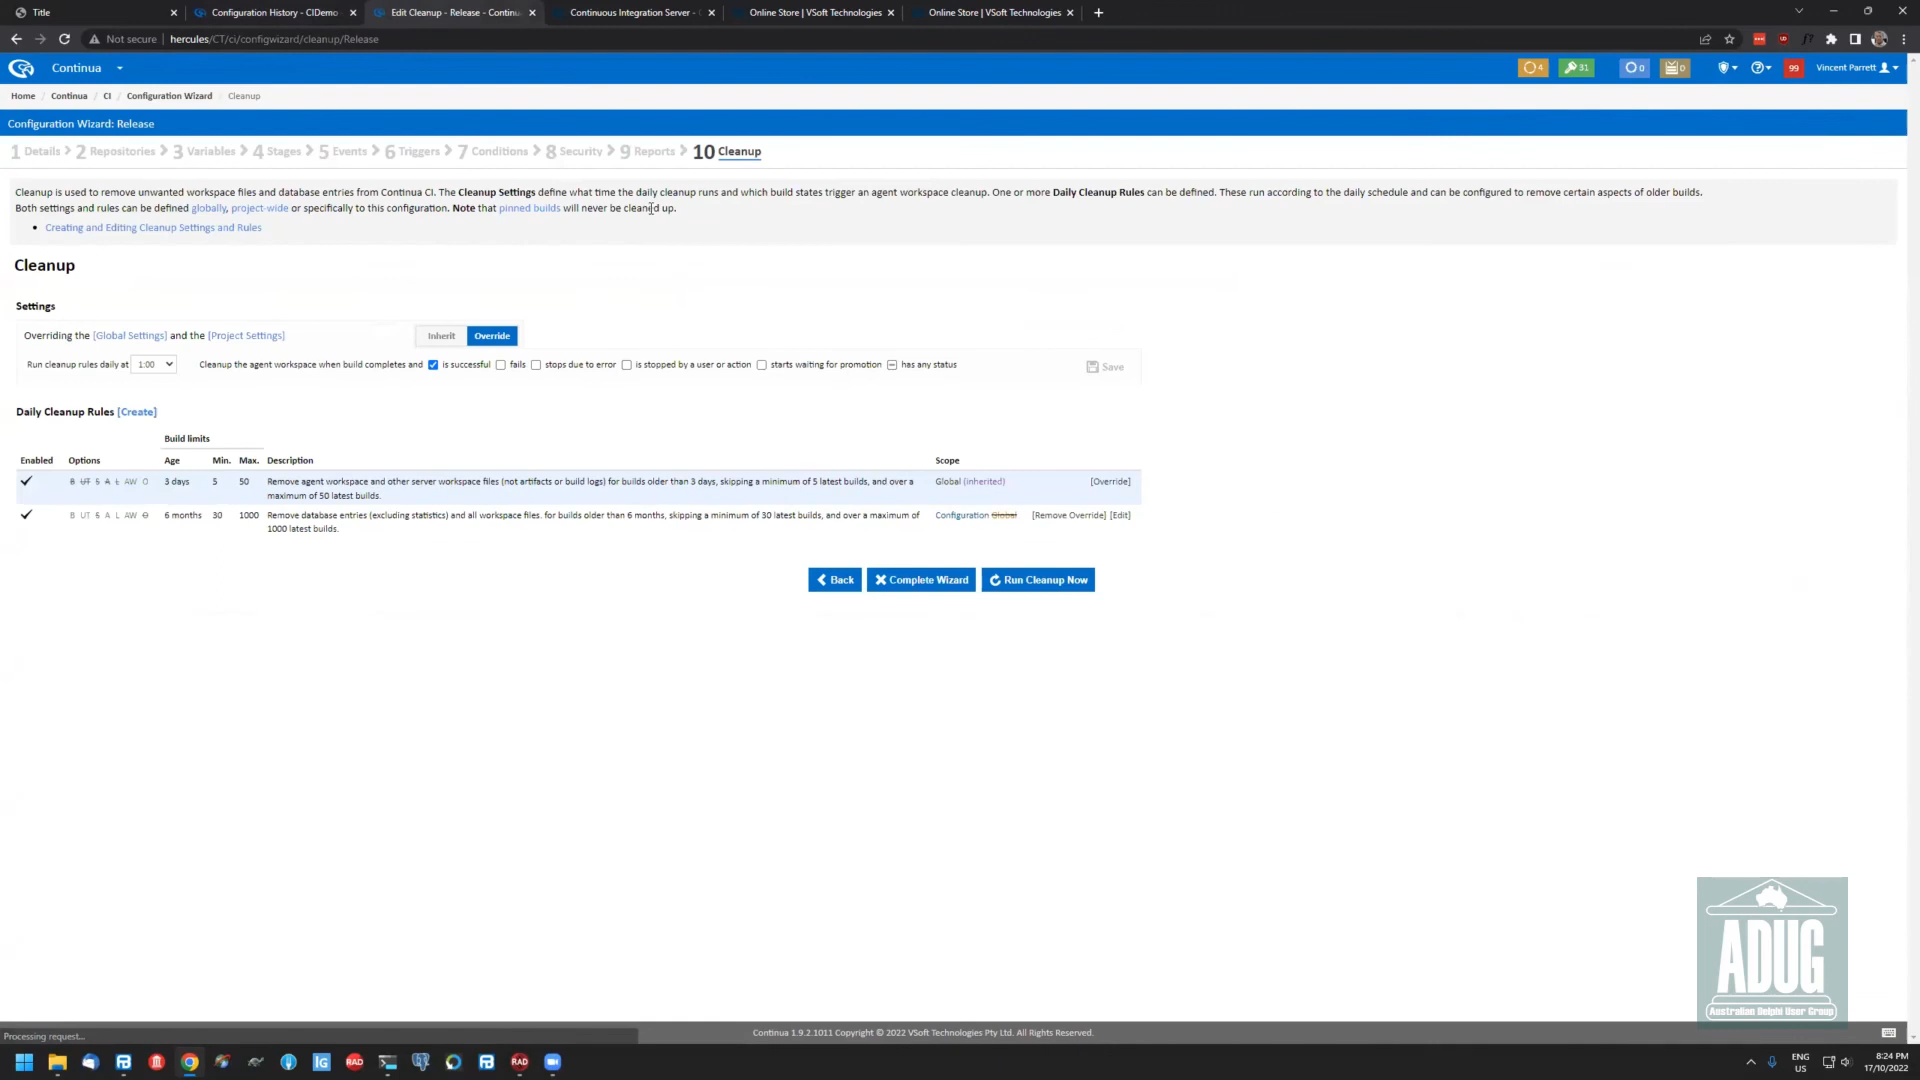 Title
Configuration History - CIDemo
Edit Cleanup - Release - Continu
Continuous Integration Server -
Online Store | VSoft Technologies
Online Store | VSoft Technologies
Not secure
hercules/CT/ci/configwizard/cleanup/Release
Continua
4
31
0
0
99
Vincent Parrett
Home
Continua / CI / Configuration Wizard / Cleanup
Configuration Wizard: Release
1 Details
2 Repositories
3 Variables
4 Stages
5 Events
6 Triggers
7 Conditions
8 Security
9 Reports
10 Cleanup
Cleanup is used to remove unwanted workspace files and database entries from Continua CI. The Cleanup Settings define what time the daily cleanup runs and which build states trigger an agent workspace cleanup. One or more Daily Cleanup Rules can be defined. These run according to the daily schedule and can be configured to remove certain aspects of older builds.
Both settings and rules can be defined globally, project-wide or specifically to this configuration. Note that pinned builds will never be cleaned up.
Creating and Editing Cleanup Settings and Rules
Cleanup
Settings
Overriding the [Global Settings] and the [Project Settings]
Inherit
Override
Run cleanup rules daily at 1:00
Cleanup the agent workspace when build completes and is successful fails stops due to error is stopped by a user or action starts waiting for promotion has any status
Save
Daily Cleanup Rules [Create]
Build limits
Enabled Options Age Min. Max. Description Scope
B UT S A L AW O 3 days 5 50 Remove agent workspace and other server workspace files (not artifacts or build logs) for builds older than 3 days, skipping a minimum of 5 latest builds, and over a Global (inherited) [Override]
maximum of 50 latest builds.
B UT S A L AW O 6 months 30 1000 Remove database entries (excluding statistics) and all workspace files. for builds older than 6 months, skipping a minimum of 30 latest builds, and over a maximum of Configuration Global [Remove Override] [Edit]
1000 latest builds.
Back
Complete Wizard
Run Cleanup Now
ADUG
Australian Delphi User Group
Processing request...
Continua 1.9.2.1011 Copyright © 2022 VSoft Technologies Pty Ltd. All Rights Reserved.
IG
RAD
RAD
ENG
US
8:24 PM
17/10/2022